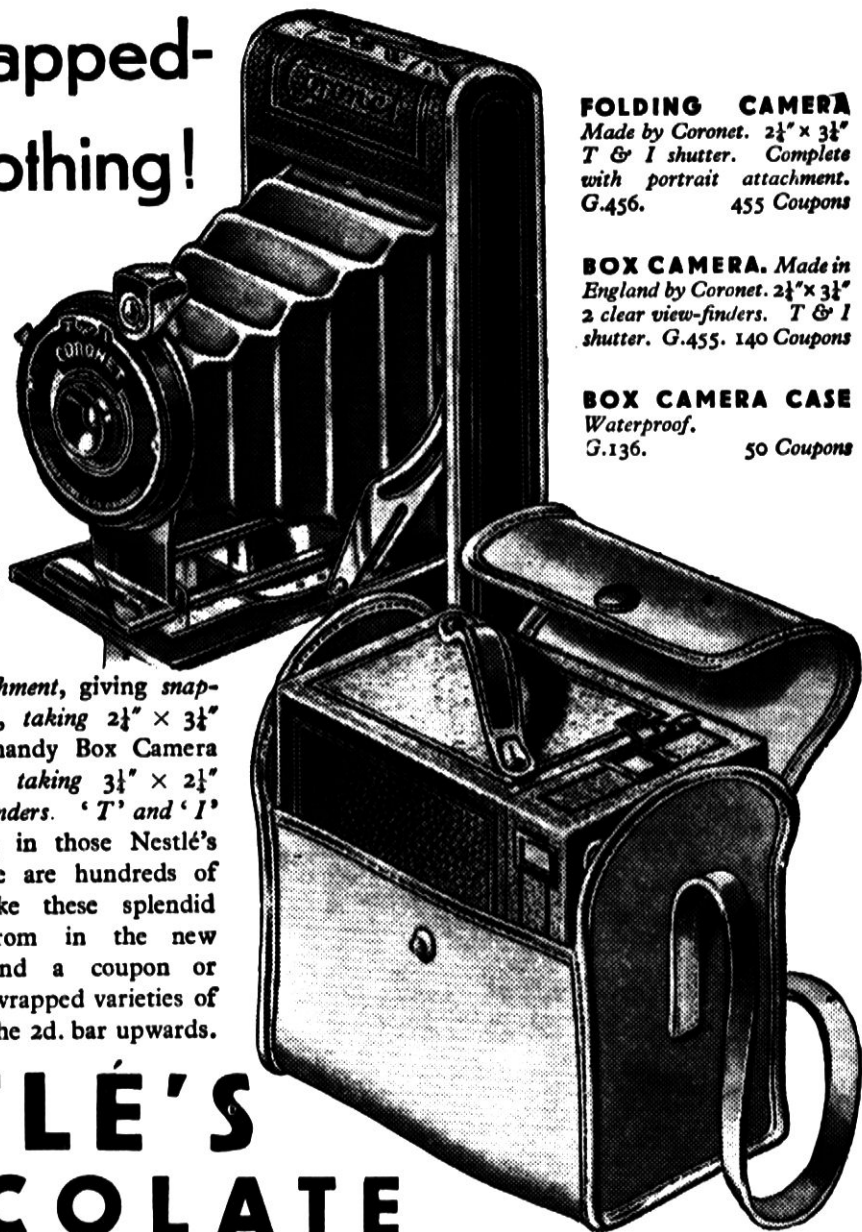 apped-
othing!
Coronet
CORONET
FOLDING CAMERA
Made by Coronet. 2¼″ × 3¼″
T & I shutter. Complete
with portrait attachment.
G.456. 455 Coupons
BOX CAMERA. Made in
England by Coronet. 2¼″ × 3¼″
2 clear view-finders. T & I
shutter. G.455. 140 Coupons
BOX CAMERA CASE
Waterproof.
G.136. 50 Coupons
hment, giving snap-
, taking 2¼″ × 3¼″
handy Box Camera
taking 3¼″ × 2¼″
nders. ‘T’ and ‘I’
in those Nestlé's
e are hundreds of
ke these splendid
rom in the new
nd a coupon or
wrapped varieties of
he 2d. bar upwards.
LÉ'S
COLATE